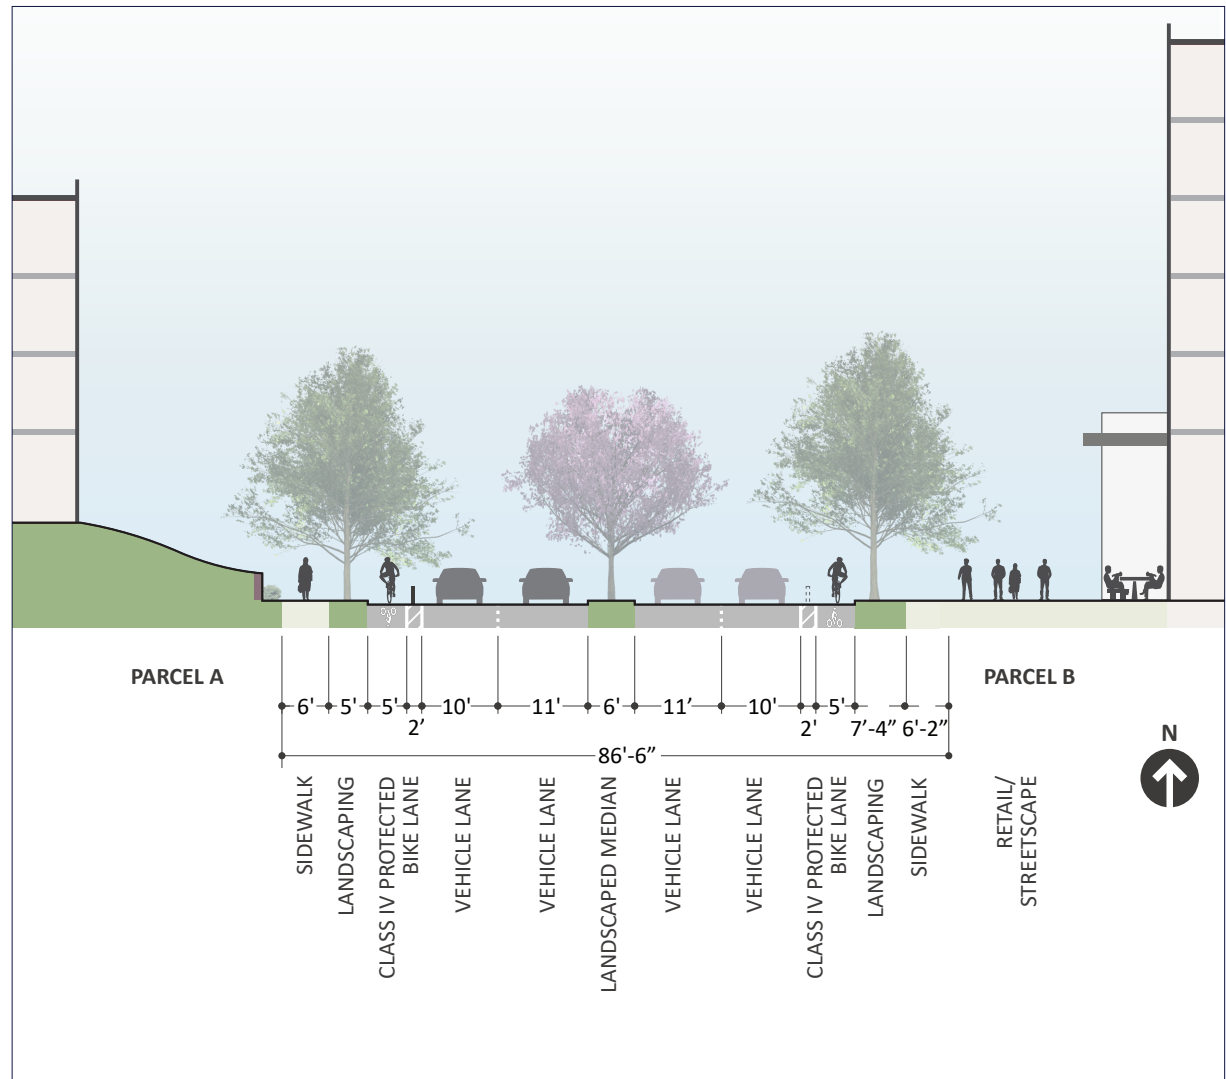 PARCEL A
PARCEL B
6' 5' 5' 2’ 10' 11' 6' 11’ 10' 2' 5' 7’-4” 6'-2”
86'-6”
N
SIDEWALK
LANDSCAPING
CLASS IV PROTECTED
BIKE LANE
VEHICLE LANE
VEHICLE LANE
LANDSCAPED MEDIAN
VEHICLE LANE
VEHICLE LANE
CLASS IV PROTECTED
BIKE LANE
LANDSCAPING
SIDEWALK
RETAIL/
STREETSCAPE